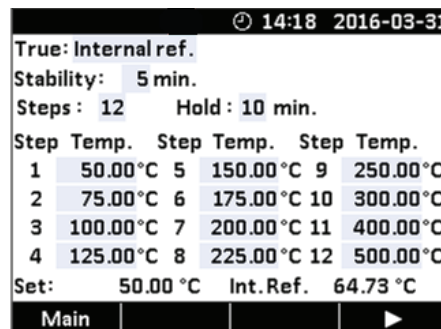 14:18 2016-03-31
True: Internal ref.
Stability: 5 min.
Steps: 12 Hold: 10 min.
Step Temp. Step Temp. Step Temp.
1 50.00°C 5 150.00°C 9 250.00°C
2 75.00°C 6 175.00°C 10 300.00°C
3 100.00°C 7 200.00°C 11 400.00°C
4 125.00°C 8 225.00°C 12 500.00°C
Set: 50.00 °C Int.Ref. 64.73 °C
Main